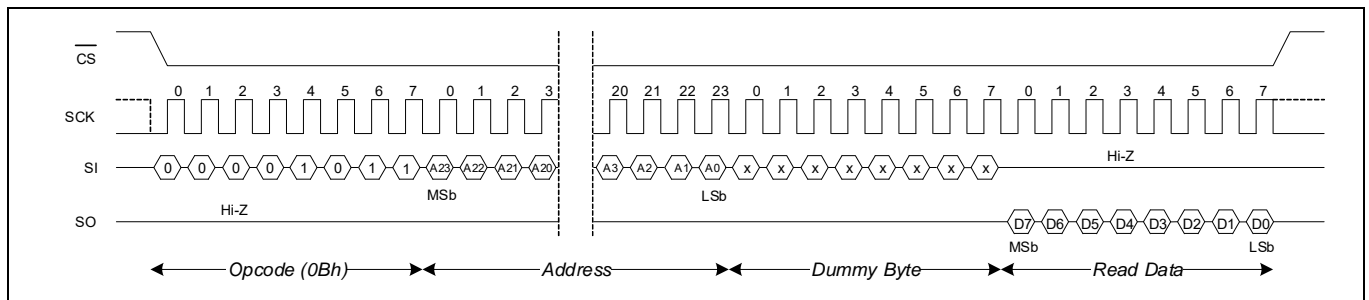 CS
0 1 2 3 4 5 6 7 0 1 2 3 20 21 22 23 0 1 2 3 4 5 6 7 0 1 2 3 4 5 6 7
SCK
Hi-Z
SI 0 0 0 0 1 0 1 1 A23 A22 A21 A20 A3 A2 A1 A0 x x x x x x x x
MSb LSb
Hi-Z
SO D7 D6 D5 D4 D3 D2 D1 D0
MSb LSb
Opcode (0Bh) Address Dummy Byte Read Data